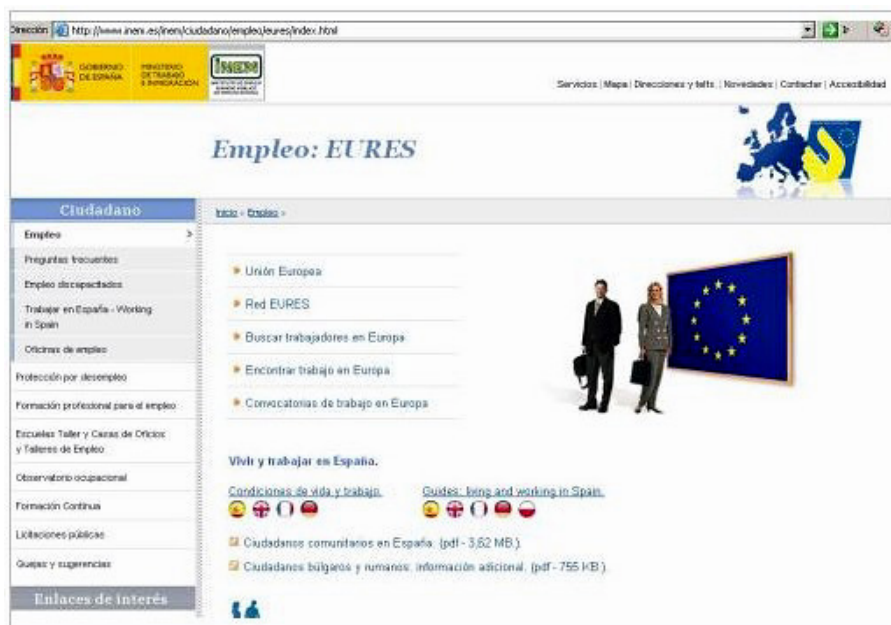 Dirección http://www.inem.es/inem/ciudadano/empleo/eures/index.html
GOBIERNO DE ESPAÑA
MINISTERIO DE TRABAJO E INMIGRACIÓN
INEM
Servicios | Mapa | Direcciones y telfs. | Novedades | Contactar | Accesibilidad
Empleo: EURES
Ciudadano
Inicio » Empleo »
Empleo >
Preguntas frecuentes
Empleo discapacitados
Trabajar en España - Working
in Spain
Oficinas de empleo
Protección por desempleo
Formación profesional para el empleo
Escuelas Taller y Casas de Oficios
y Talleres de Empleo
Observatorio ocupacional
Formación Continua
Licitaciones públicas
Quejas y sugerencias
Enlaces de interés
Unión Europea
Red EURES
Buscar trabajadores en Europa
Encontrar trabajo en Europa
Convocatorias de trabajo en Europa
Vivir y trabajar en España.
Condiciones de vida y trabajo. Guides: living and working in Spain.
Ciudadanos comunitarios en España. (pdf - 3,62 MB.)
Ciudadanos búlgaros y rumanos: información adicional. (pdf - 755 KB.)